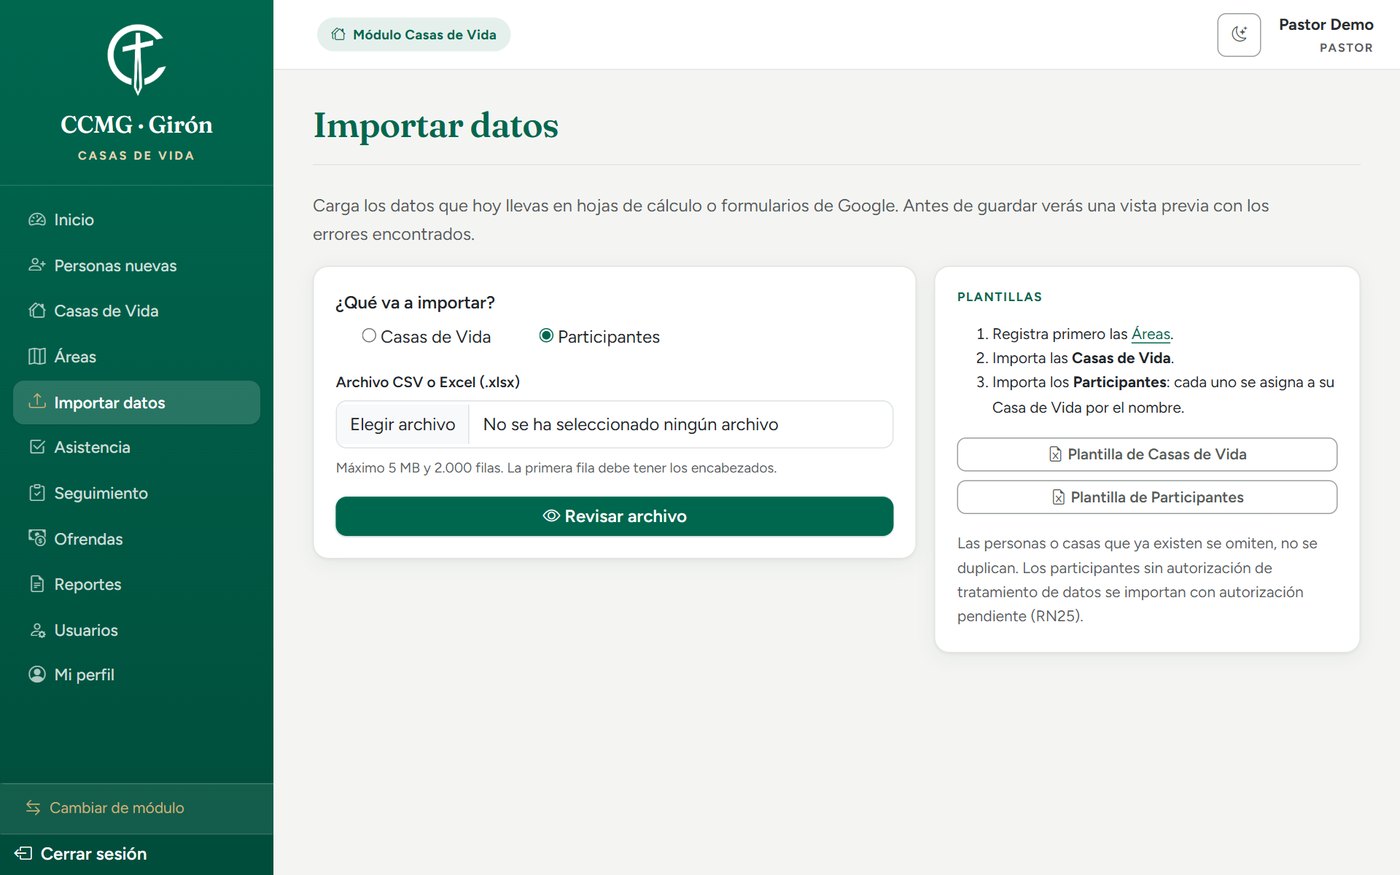 CCMG · Girón
CASAS DE VIDA
Inicio
Personas nuevas
Casas de Vida
Áreas
Importar datos
Asistencia
Seguimiento
Ofrendas
Reportes
Usuarios
Mi perfil
Cambiar de módulo
Cerrar sesión
Módulo Casas de Vida
Pastor Demo
PASTOR
Importar datos
Carga los datos que hoy llevas en hojas de cálculo o formularios de Google. Antes de guardar verás una vista previa con los
errores encontrados.
¿Qué va a importar?
Casas de Vida
Participantes
Archivo CSV o Excel (.xlsx)
Elegir archivo No se ha seleccionado ningún archivo
Máximo 5 MB y 2.000 filas. La primera fila debe tener los encabezados.
Revisar archivo
PLANTILLAS
1. Registra primero las Áreas.
2. Importa las Casas de Vida.
3. Importa los Participantes: cada uno se asigna a su
Casa de Vida por el nombre.
Plantilla de Casas de Vida
Plantilla de Participantes
Las personas o casas que ya existen se omiten, no se
duplican. Los participantes sin autorización de
tratamiento de datos se importan con autorización
pendiente (RN25).